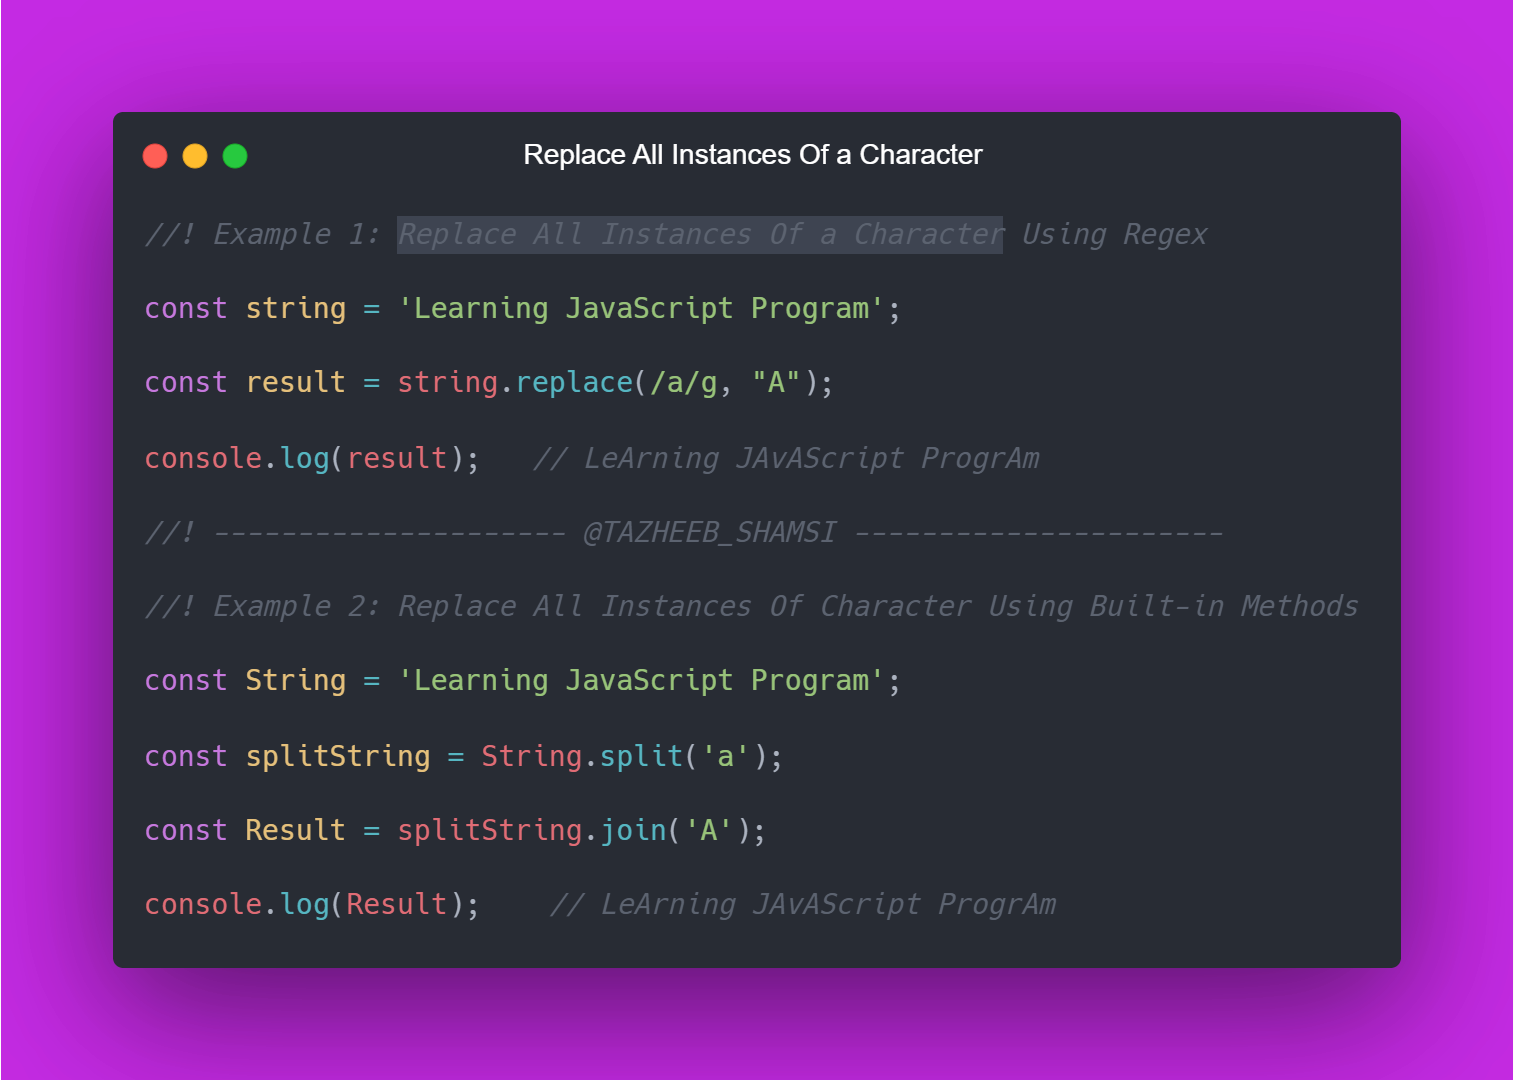 Replace All Instances Of a Character
//! Example 1: Replace All Instances Of a Character Using Regex
const string = 'Learning JavaScript Program';
const result = string.replace(/a/g, "A");
console.log(result);   // LeArning JAvAScript ProgrAm
//! --------------------- @TAZHEEB_SHAMSI ----------------------
//! Example 2: Replace All Instances Of Character Using Built-in Methods
const String = 'Learning JavaScript Program';
const splitString = String.split('a');
const Result = splitString.join('A');
console.log(Result);    // LeArning JAvAScript ProgrAm